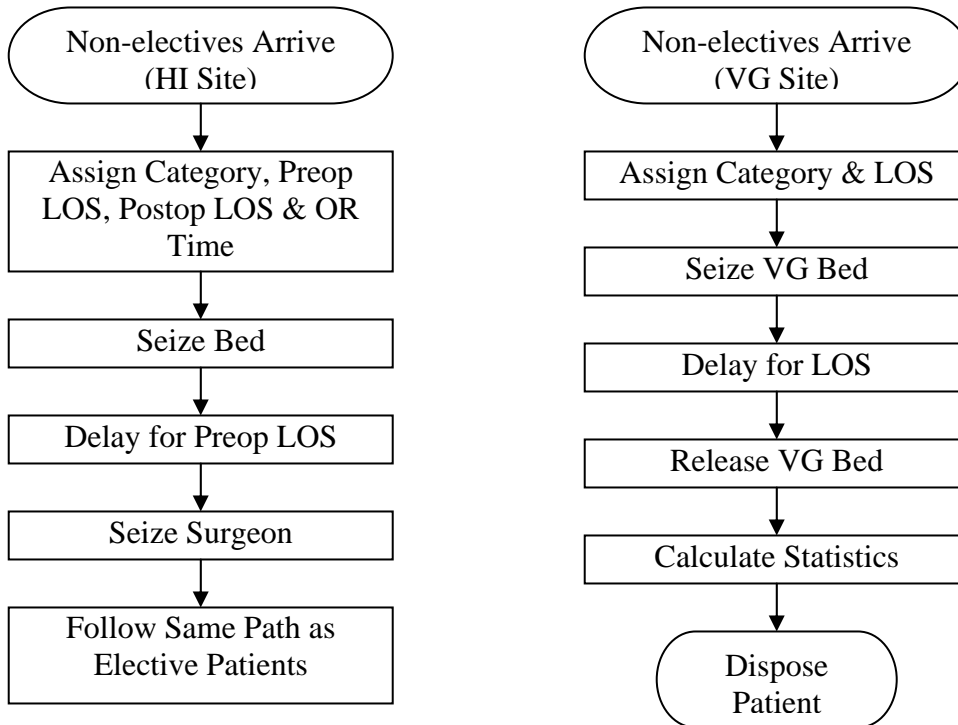 Non-electives Arrive
(HI Site)
Assign Category, Preop
LOS, Postop LOS & OR
Time
Seize Bed
Delay for Preop LOS
Seize Surgeon
Follow Same Path as
Elective Patients
Non-electives Arrive
(VG Site)
Assign Category & LOS
Seize VG Bed
Delay for LOS
Release VG Bed
Calculate Statistics
Dispose
Patient